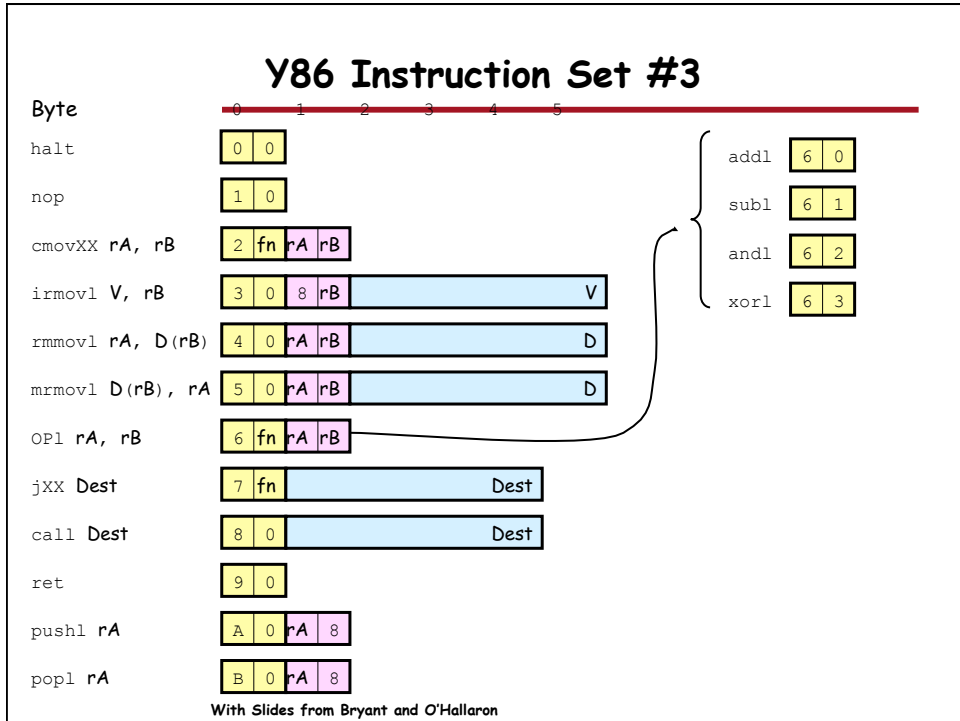 Y86 Instruction Set #3
Byte 0 1 2 3 4 5
halt 0 0
nop 1 0
cmovXX rA, rB 2 fn rA rB
irmovl V, rB 3 0 8 rB V
rmmovl rA, D(rB) 4 0 rA rB D
mrmovl D(rB), rA 5 0 rA rB D
OPl rA, rB 6 fn rA rB
jXX Dest 7 fn Dest
call Dest 8 0 Dest
ret 9 0
pushl rA A 0 rA 8
popl rA B 0 rA 8
addl 6 0
subl 6 1
andl 6 2
xorl 6 3
With Slides from Bryant and O'Hallaron